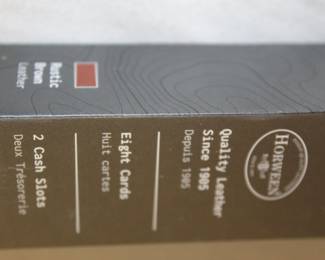 Rustic
Brown
Leather
HORWEEN
Quality Leather
Since 1905
Depuis 1905
Eight Cards
Huit cartes
2 Cash Slots
Deux Trésorerie